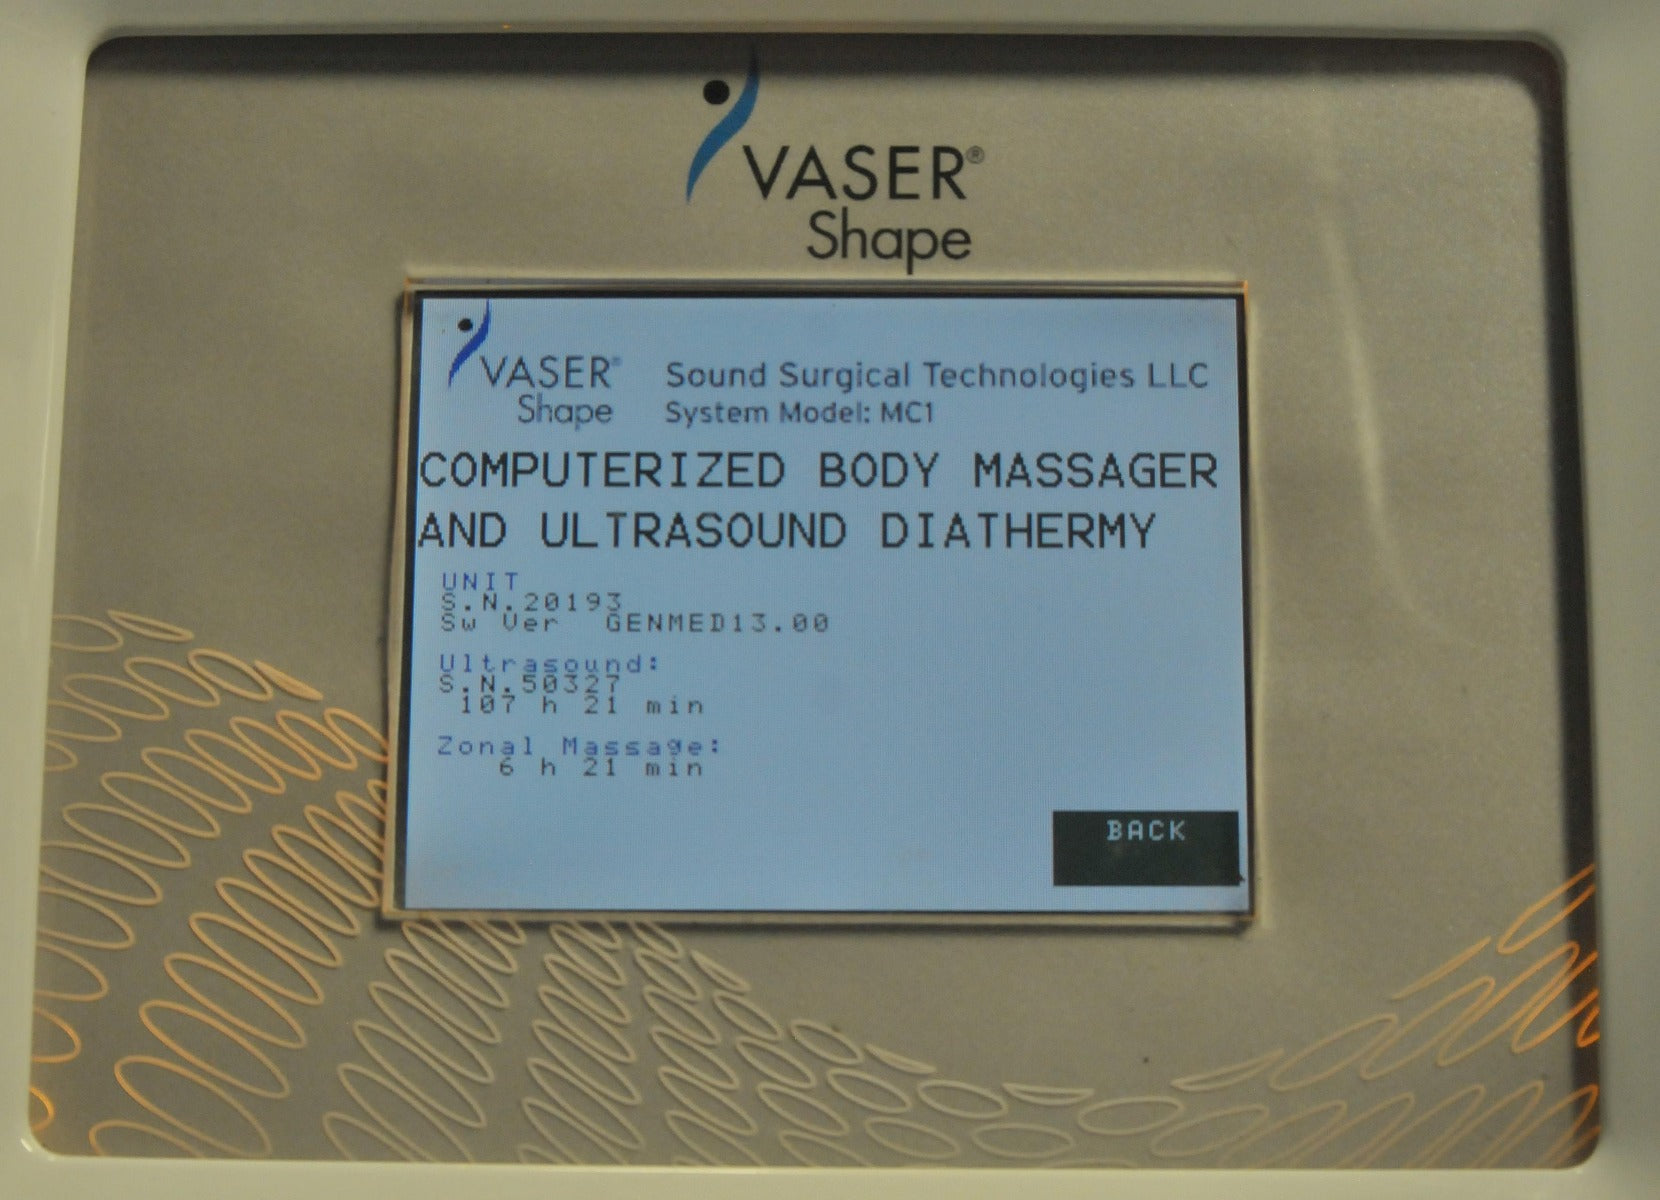 VASER®
Shape
VASER®
Shape
Sound Surgical Technologies LLC
System Model: MC1
COMPUTERIZED BODY MASSAGER
AND ULTRASOUND DIATHERMY
UNIT
S.N.20193
Sw Ver GENMED13.00
Ultrasound:
S.N.50327
107 h 21 min
Zonal Massage:
6 h 21 min
BACK